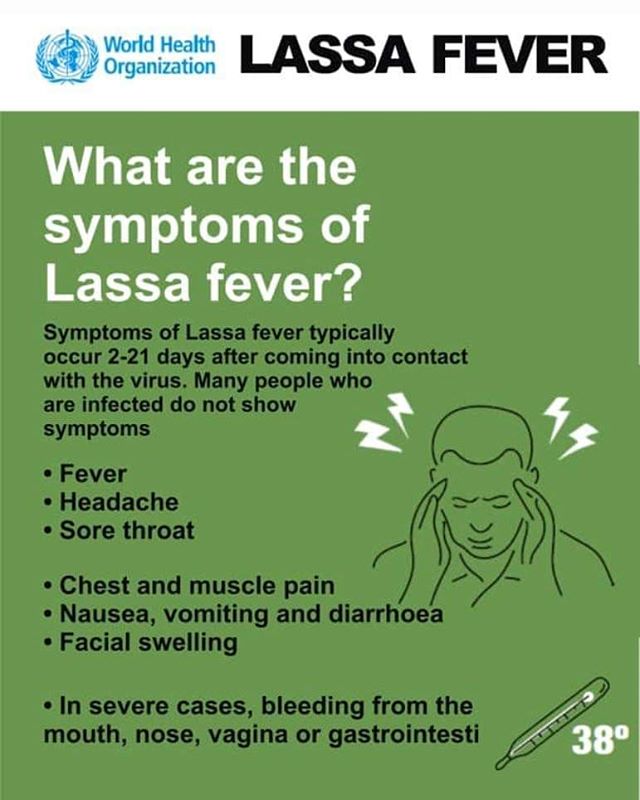 World Health
Organization
LASSA FEVER
What are the
symptoms of
Lassa fever?
Symptoms of Lassa fever typically
occur 2-21 days after coming into contact
with the virus. Many people who
are infected do not show
symptoms
• Fever
• Headache
• Sore throat
• Chest and muscle pain
• Nausea, vomiting and diarrhoea
• Facial swelling
• In severe cases, bleeding from the
mouth, nose, vagina or gastrointesti
38º